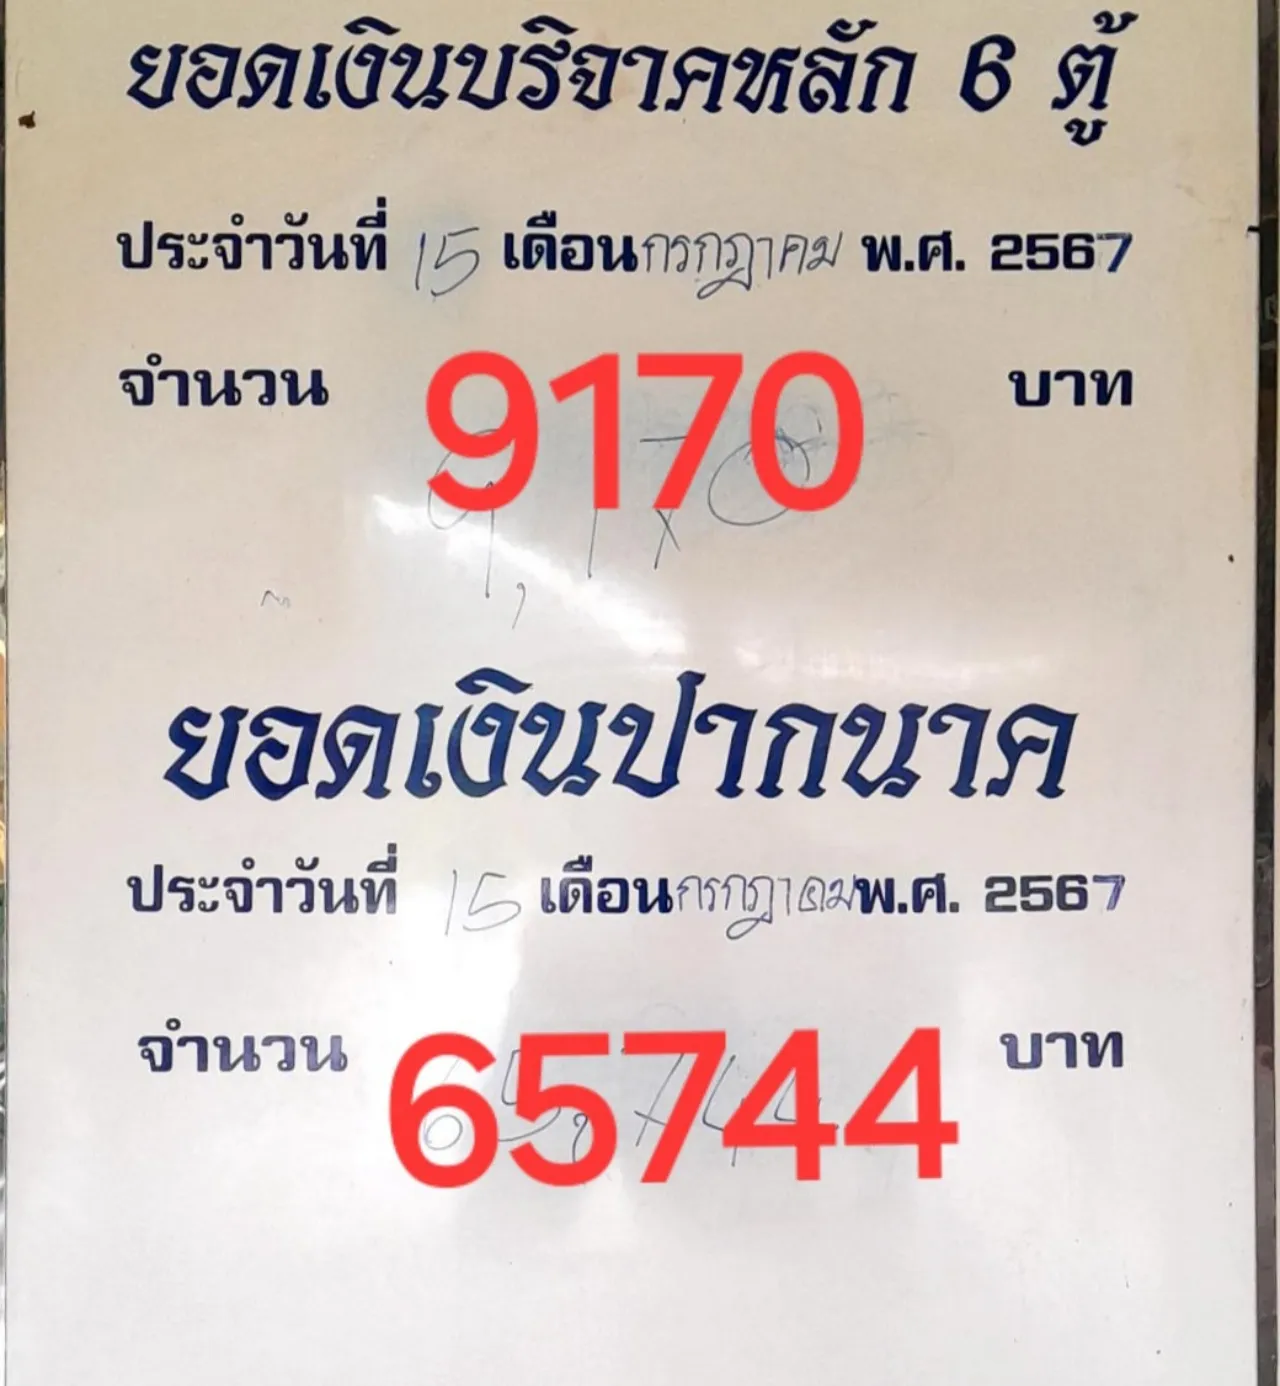 ยอดเงินบริจาคหลัก 6 ตู้
ประจำวันที่ 15 เดือนกรกฎาคม พ.ศ. 2567
จำนวน 9170 บาท
9,170
ยอดเงินปากนาค
ประจำวันที่ 15 เดือนกรกฎาคมพ.ศ. 2567
จำนวน 65744 บาท
65,744